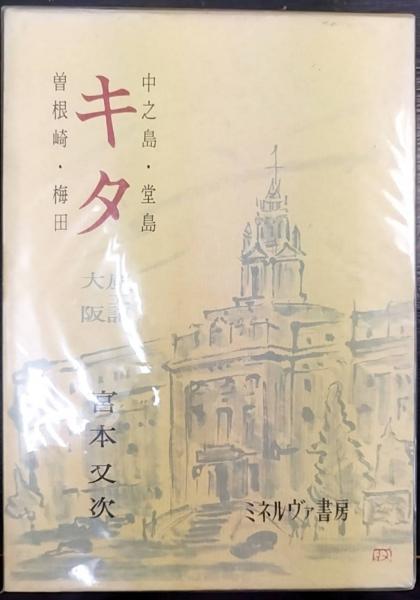 中之島・堂島
曽根崎・梅田
キタ
大阪
宮本又次
ミネルヴァ書房